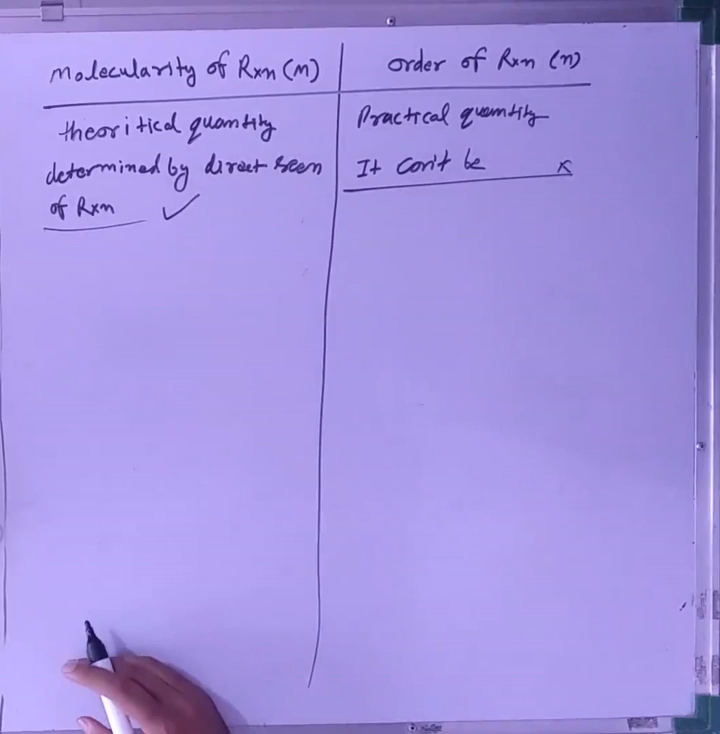 Molecularity of Rxn (M)
theoritical quantity
determined by direct seen
of Rxn ✓
order of Rxn (n)
Practical quantity
It can't be x